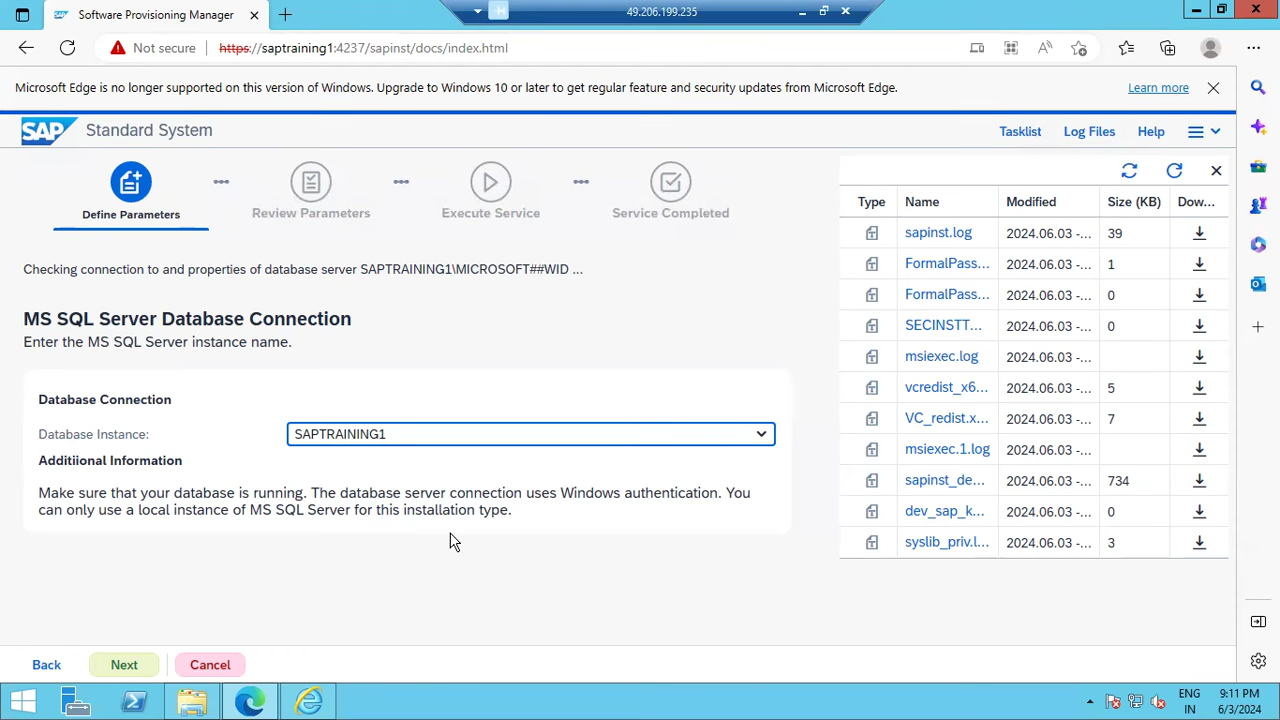 Software Provisioning Manager
49.206.199.235
Not secure
https://saptraining1:4237/sapinst/docs/index.html
Microsoft Edge is no longer supported on this version of Windows. Upgrade to Windows 10 or later to get regular feature and security updates from Microsoft Edge.
Learn more
SAP Standard System
Tasklist
Log Files
Help
Define Parameters
Review Parameters
Execute Service
Service Completed
Checking connection to and properties of database server SAPTRAINING1\MICROSOFT##WID ...
MS SQL Server Database Connection
Enter the MS SQL Server instance name.
Database Connection
Database Instance: SAPTRAINING1
Additiional Information
Make sure that your database is running. The database server connection uses Windows authentication. You
can only use a local instance of MS SQL Server for this installation type.
Type Name Modified Size (KB) Dow...
sapinst.log 2024.06.03 -... 39
FormalPass... 2024.06.03 -... 1
FormalPass... 2024.06.03 -... 0
SECINSTT... 2024.06.03 -... 0
msiexec.log 2024.06.03 -...
vcredist_x6... 2024.06.03 -... 5
VC_redist.x... 2024.06.03 -... 7
msiexec.1.log 2024.06.03 -...
sapinst_de... 2024.06.03 -... 734
dev_sap_k... 2024.06.03 -... 0
syslib_priv.l... 2024.06.03 -... 3
Back
Next
Cancel
ENG
IN
9:11 PM
6/3/2024